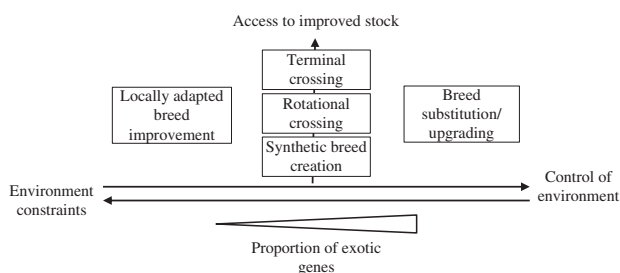 Access to improved stock
Terminal
crossing
Locally adapted
breed
improvement
Rotational
crossing
Breed
substitution/
upgrading
Synthetic breed
creation
Environment
constraints
Control of
environment
Proportion of exotic
genes